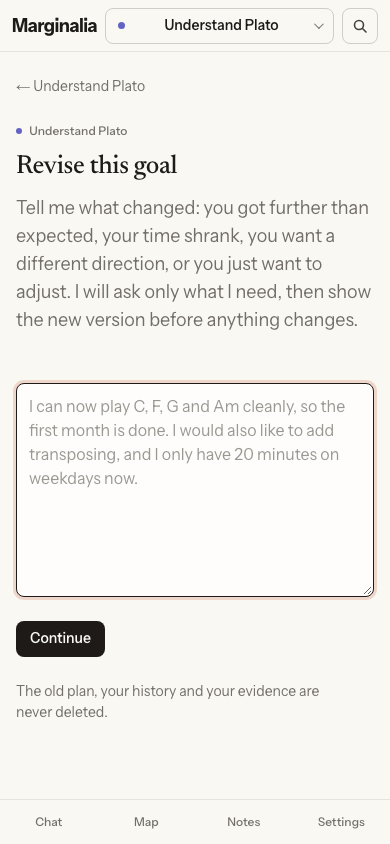 Marginalia
Understand Plato
← Understand Plato
Understand Plato
Revise this goal
Tell me what changed: you got further than
expected, your time shrank, you want a
different direction, or you just want to
adjust. I will ask only what I need, then show
the new version before anything changes.
I can now play C, F, G and Am cleanly, so the
first month is done. I would also like to add
transposing, and I only have 20 minutes on
weekdays now.
Continue
The old plan, your history and your evidence are
never deleted.
Chat
Map
Notes
Settings